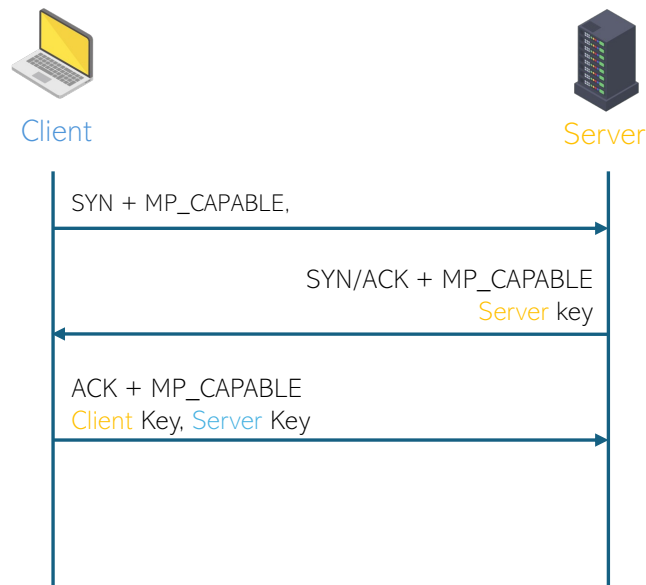 Client
Server
SYN + MP_CAPABLE,
SYN/ACK + MP_CAPABLE
Server key
ACK + MP_CAPABLE
Client Key, Server Key